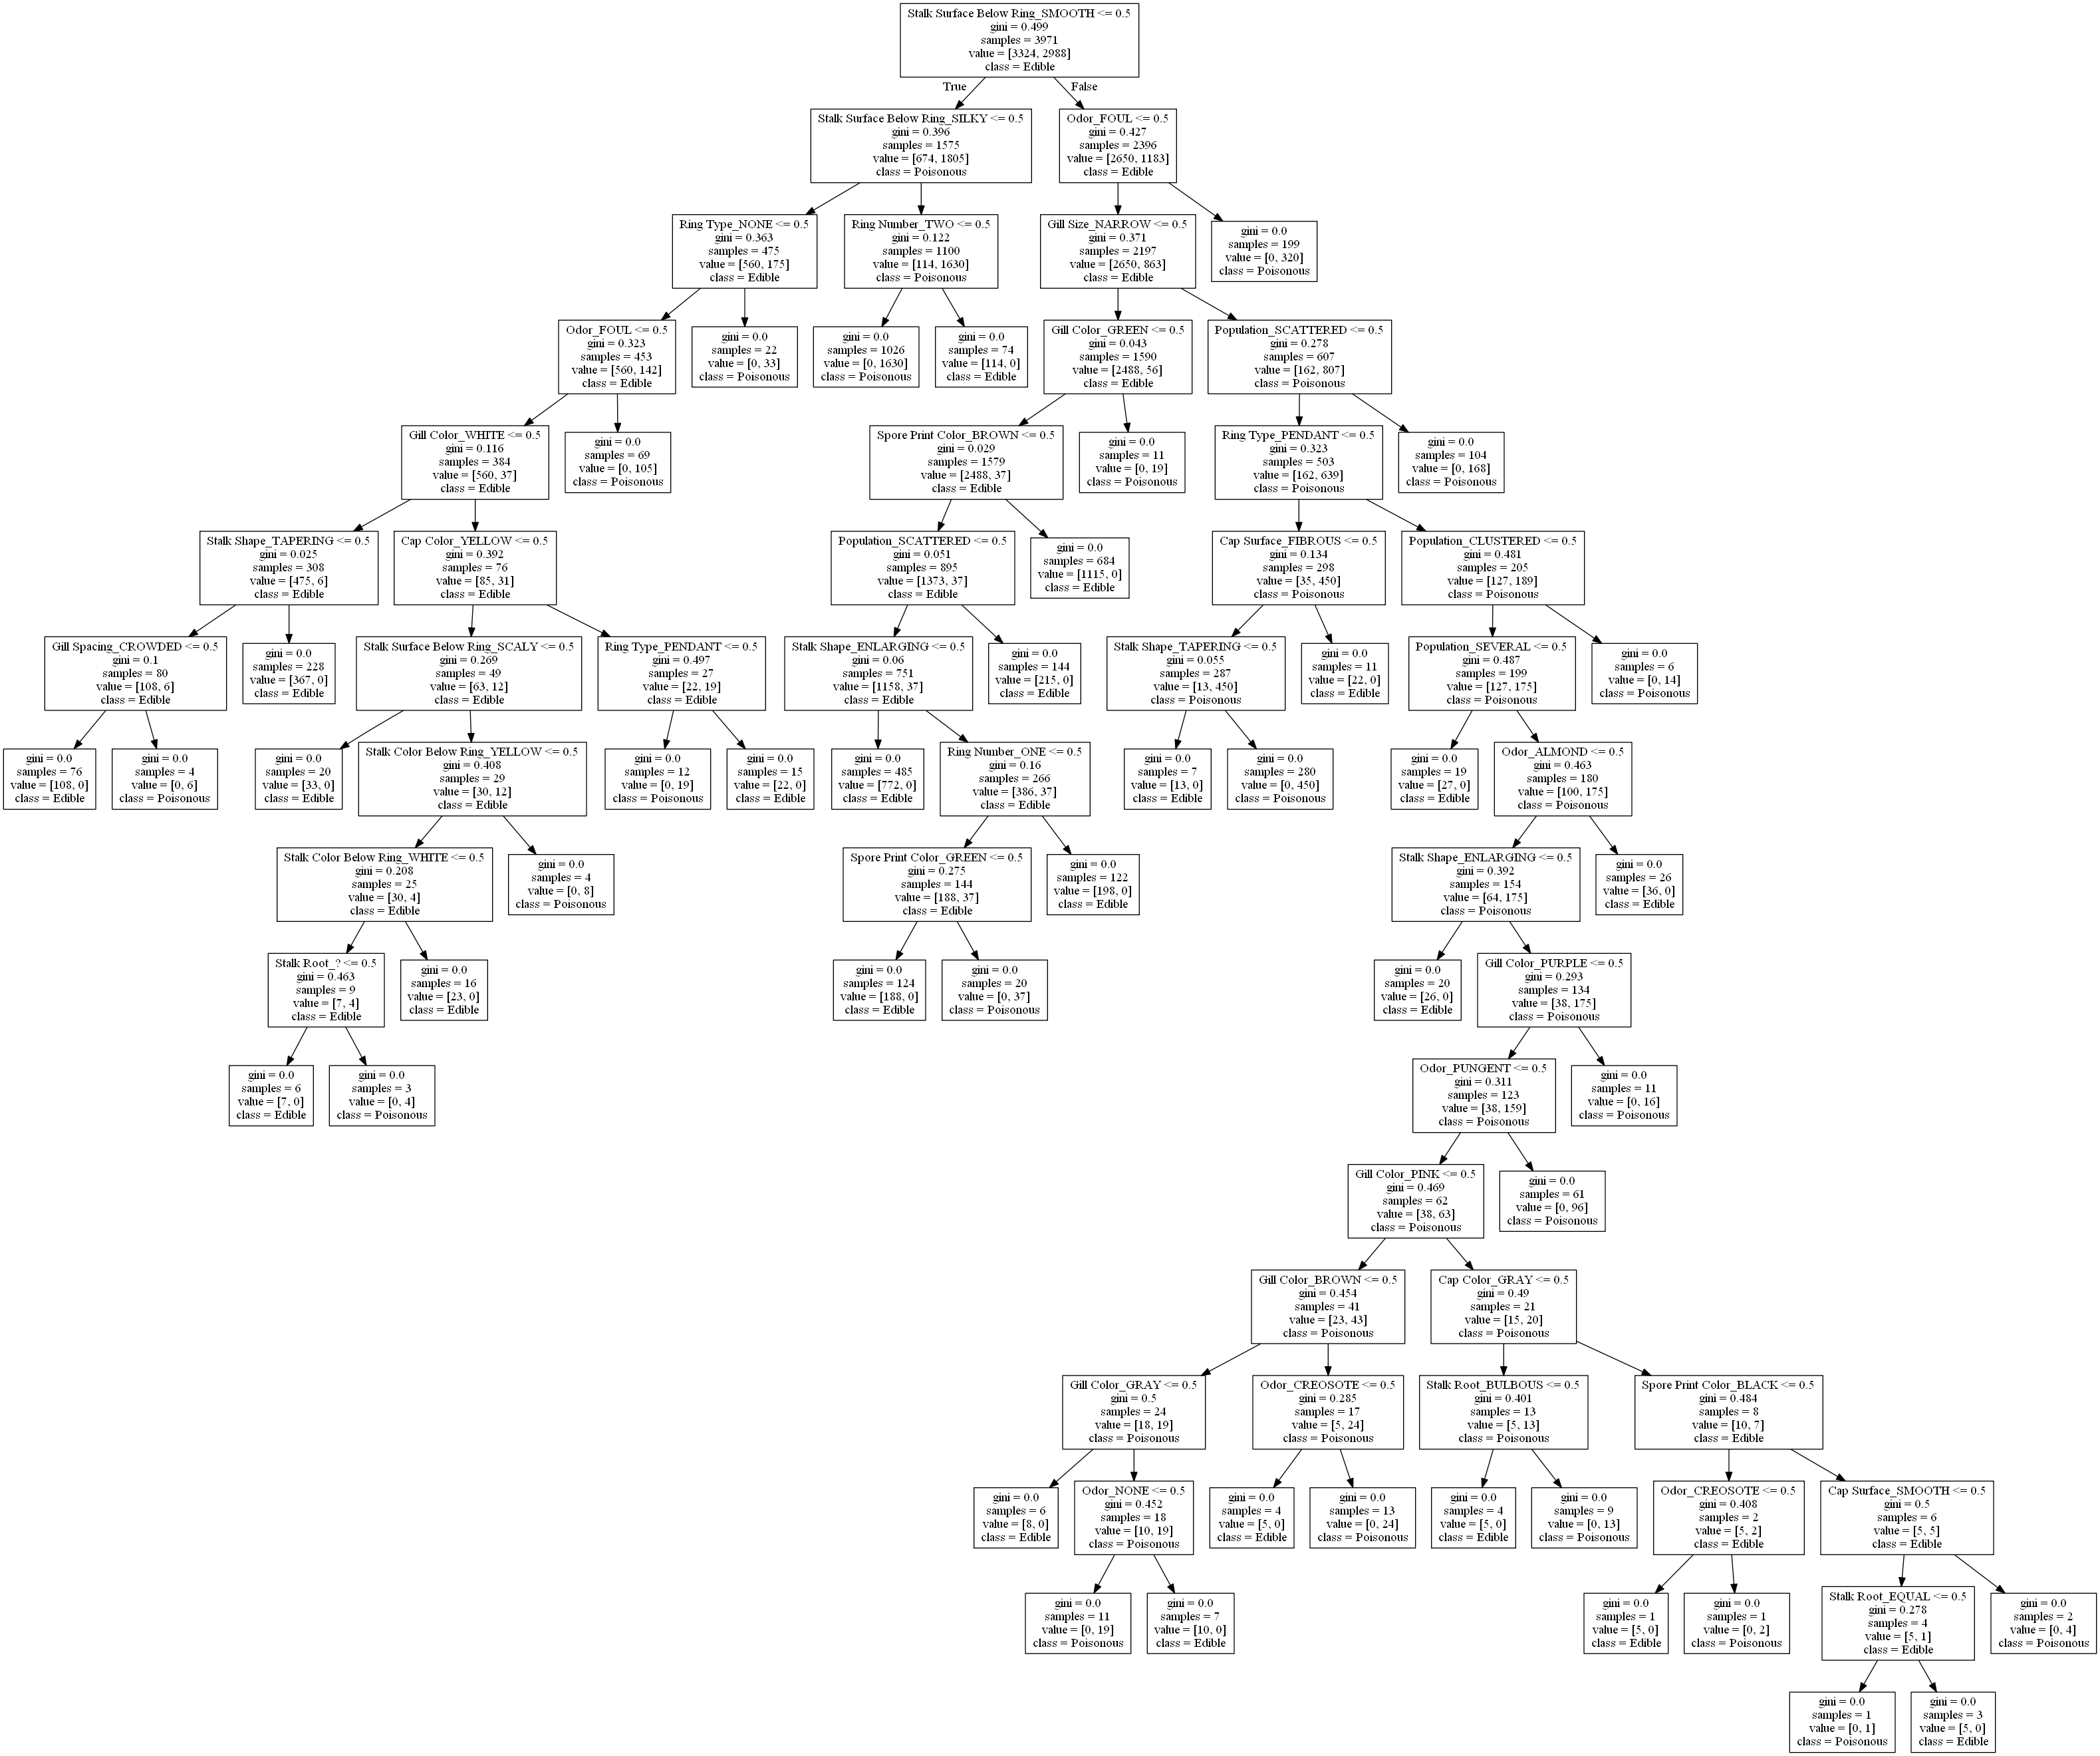 Stalk Surface Below Ring_SMOOTH <= 0.5
gini = 0.499
samples = 3971
value = [3324, 2988]
class = Edible
True
False
Stalk Surface Below Ring_SILKY <= 0.5
gini = 0.396
samples = 1575
value = [674, 1805]
class = Poisonous
Odor_FOUL <= 0.5
gini = 0.427
samples = 2396
value = [2650, 1183]
class = Edible
Ring Type_NONE <= 0.5
gini = 0.363
samples = 475
value = [560, 175]
class = Edible
Ring Number_TWO <= 0.5
gini = 0.122
samples = 1100
value = [114, 1630]
class = Poisonous
Gill Size_NARROW <= 0.5
gini = 0.371
samples = 2197
value = [2650, 863]
class = Edible
gini = 0.0
samples = 199
value = [0, 320]
class = Poisonous
Odor_FOUL <= 0.5
gini = 0.323
samples = 453
value = [560, 142]
class = Edible
gini = 0.0
samples = 22
value = [0, 33]
class = Poisonous
gini = 0.0
samples = 1026
value = [0, 1630]
class = Poisonous
gini = 0.0
samples = 74
value = [114, 0]
class = Edible
Gill Color_GREEN <= 0.5
gini = 0.043
samples = 1590
value = [2488, 56]
class = Edible
Population_SCATTERED <= 0.5
gini = 0.278
samples = 607
value = [162, 807]
class = Poisonous
Gill Color_WHITE <= 0.5
gini = 0.116
samples = 384
value = [560, 37]
class = Edible
gini = 0.0
samples = 69
value = [0, 105]
class = Poisonous
Spore Print Color_BROWN <= 0.5
gini = 0.029
samples = 1579
value = [2488, 37]
class = Edible
gini = 0.0
samples = 11
value = [0, 19]
class = Poisonous
Ring Type_PENDANT <= 0.5
gini = 0.323
samples = 503
value = [162, 639]
class = Poisonous
gini = 0.0
samples = 104
value = [0, 168]
class = Poisonous
Stalk Shape_TAPERING <= 0.5
gini = 0.025
samples = 308
value = [475, 6]
class = Edible
Cap Color_YELLOW <= 0.5
gini = 0.392
samples = 76
value = [85, 31]
class = Edible
Population_SCATTERED <= 0.5
gini = 0.051
samples = 895
value = [1373, 37]
class = Edible
gini = 0.0
samples = 684
value = [1115, 0]
class = Edible
Cap Surface_FIBROUS <= 0.5
gini = 0.134
samples = 298
value = [35, 450]
class = Poisonous
Population_CLUSTERED <= 0.5
gini = 0.481
samples = 205
value = [127, 189]
class = Poisonous
Gill Spacing_CROWDED <= 0.5
gini = 0.1
samples = 80
value = [108, 6]
class = Edible
gini = 0.0
samples = 228
value = [367, 0]
class = Edible
Stalk Surface Below Ring_SCALY <= 0.5
gini = 0.269
samples = 49
value = [63, 12]
class = Edible
Ring Type_PENDANT <= 0.5
gini = 0.497
samples = 27
value = [22, 19]
class = Edible
Stalk Shape_ENLARGING <= 0.5
gini = 0.06
samples = 751
value = [1158, 37]
class = Edible
gini = 0.0
samples = 144
value = [215, 0]
class = Edible
Stalk Shape_TAPERING <= 0.5
gini = 0.055
samples = 287
value = [13, 450]
class = Poisonous
gini = 0.0
samples = 11
value = [22, 0]
class = Edible
Population_SEVERAL <= 0.5
gini = 0.487
samples = 199
value = [127, 175]
class = Poisonous
gini = 0.0
samples = 6
value = [0, 14]
class = Poisonous
gini = 0.0
samples = 76
value = [108, 0]
class = Edible
gini = 0.0
samples = 4
value = [0, 6]
class = Poisonous
gini = 0.0
samples = 20
value = [33, 0]
class = Edible
Stalk Color Below Ring_YELLOW <= 0.5
gini = 0.408
samples = 29
value = [30, 12]
class = Edible
gini = 0.0
samples = 12
value = [0, 19]
class = Poisonous
gini = 0.0
samples = 15
value = [22, 0]
class = Edible
gini = 0.0
samples = 485
value = [772, 0]
class = Edible
Ring Number_ONE <= 0.5
gini = 0.16
samples = 266
value = [386, 37]
class = Edible
gini = 0.0
samples = 7
value = [13, 0]
class = Edible
gini = 0.0
samples = 280
value = [0, 450]
class = Poisonous
gini = 0.0
samples = 19
value = [27, 0]
class = Edible
Odor_ALMOND <= 0.5
gini = 0.463
samples = 180
value = [100, 175]
class = Poisonous
Stalk Color Below Ring_WHITE <= 0.5
gini = 0.208
samples = 25
value = [30, 4]
class = Edible
gini = 0.0
samples = 4
value = [0, 8]
class = Poisonous
Spore Print Color_GREEN <= 0.5
gini = 0.275
samples = 144
value = [188, 37]
class = Edible
gini = 0.0
samples = 122
value = [198, 0]
class = Edible
Stalk Shape_ENLARGING <= 0.5
gini = 0.392
samples = 154
value = [64, 175]
class = Poisonous
gini = 0.0
samples = 26
value = [36, 0]
class = Edible
Stalk Root_? <= 0.5
gini = 0.463
samples = 9
value = [7, 4]
class = Edible
gini = 0.0
samples = 16
value = [23, 0]
class = Edible
gini = 0.0
samples = 124
value = [188, 0]
class = Edible
gini = 0.0
samples = 20
value = [0, 37]
class = Poisonous
gini = 0.0
samples = 20
value = [26, 0]
class = Edible
Gill Color_PURPLE <= 0.5
gini = 0.293
samples = 134
value = [38, 175]
class = Poisonous
gini = 0.0
samples = 6
value = [7, 0]
class = Edible
gini = 0.0
samples = 3
value = [0, 4]
class = Poisonous
Odor_PUNGENT <= 0.5
gini = 0.311
samples = 123
value = [38, 159]
class = Poisonous
gini = 0.0
samples = 11
value = [0, 16]
class = Poisonous
Gill Color_PINK <= 0.5
gini = 0.469
samples = 62
value = [38, 63]
class = Poisonous
gini = 0.0
samples = 61
value = [0, 96]
class = Poisonous
Gill Color_BROWN <= 0.5
gini = 0.454
samples = 41
value = [23, 43]
class = Poisonous
Cap Color_GRAY <= 0.5
gini = 0.49
samples = 21
value = [15, 20]
class = Poisonous
Gill Color_GRAY <= 0.5
gini = 0.5
samples = 24
value = [18, 19]
class = Poisonous
Odor_CREOSOTE <= 0.5
gini = 0.285
samples = 17
value = [5, 24]
class = Poisonous
Stalk Root_BULBOUS <= 0.5
gini = 0.401
samples = 13
value = [5, 13]
class = Poisonous
Spore Print Color_BLACK <= 0.5
gini = 0.484
samples = 8
value = [10, 7]
class = Edible
gini = 0.0
samples = 6
value = [8, 0]
class = Edible
Odor_NONE <= 0.5
gini = 0.452
samples = 18
value = [10, 19]
class = Poisonous
gini = 0.0
samples = 4
value = [5, 0]
class = Edible
gini = 0.0
samples = 13
value = [0, 24]
class = Poisonous
gini = 0.0
samples = 4
value = [5, 0]
class = Edible
gini = 0.0
samples = 9
value = [0, 13]
class = Poisonous
Odor_CREOSOTE <= 0.5
gini = 0.408
samples = 2
value = [5, 2]
class = Edible
Cap Surface_SMOOTH <= 0.5
gini = 0.5
samples = 6
value = [5, 5]
class = Edible
gini = 0.0
samples = 11
value = [0, 19]
class = Poisonous
gini = 0.0
samples = 7
value = [10, 0]
class = Edible
gini = 0.0
samples = 1
value = [5, 0]
class = Edible
gini = 0.0
samples = 1
value = [0, 2]
class = Poisonous
Stalk Root_EQUAL <= 0.5
gini = 0.278
samples = 4
value = [5, 1]
class = Edible
gini = 0.0
samples = 2
value = [0, 4]
class = Poisonous
gini = 0.0
samples = 1
value = [0, 1]
class = Poisonous
gini = 0.0
samples = 3
value = [5, 0]
class = Edible